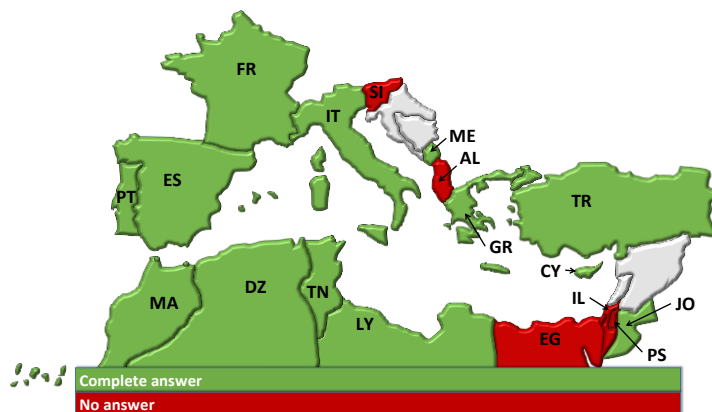 FR
SI
IT
ME
AL
PT
ES
TR
GR
CY
MA
DZ
TN
IL
JO
LY
EG
PS
Complete answer
No answer